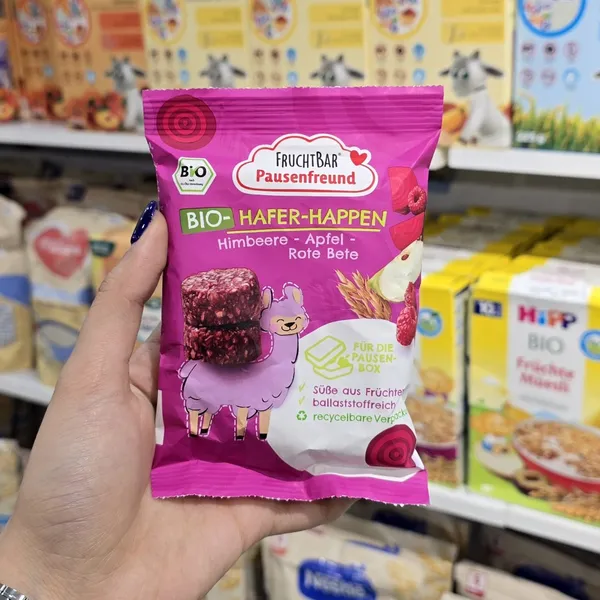 FRUCHTBAR®
Pausenfreund
BiO
BIO- HAFER-HAPPEN
Himbeere - Apfel -
Rote Bete
FÜR DIE
PAUSEN-
BOX
SÜße aus Früchten
ballaststoffreich
recycelbare Verpack
HiPP
BIO
Früchte
Müesli